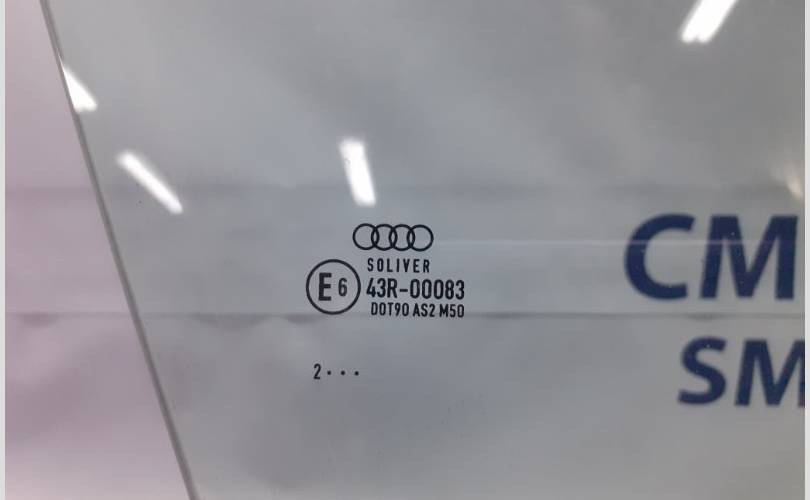 SOLIVER
E6 43R-00083
DOT90 AS2 M50
2···
CM
SM